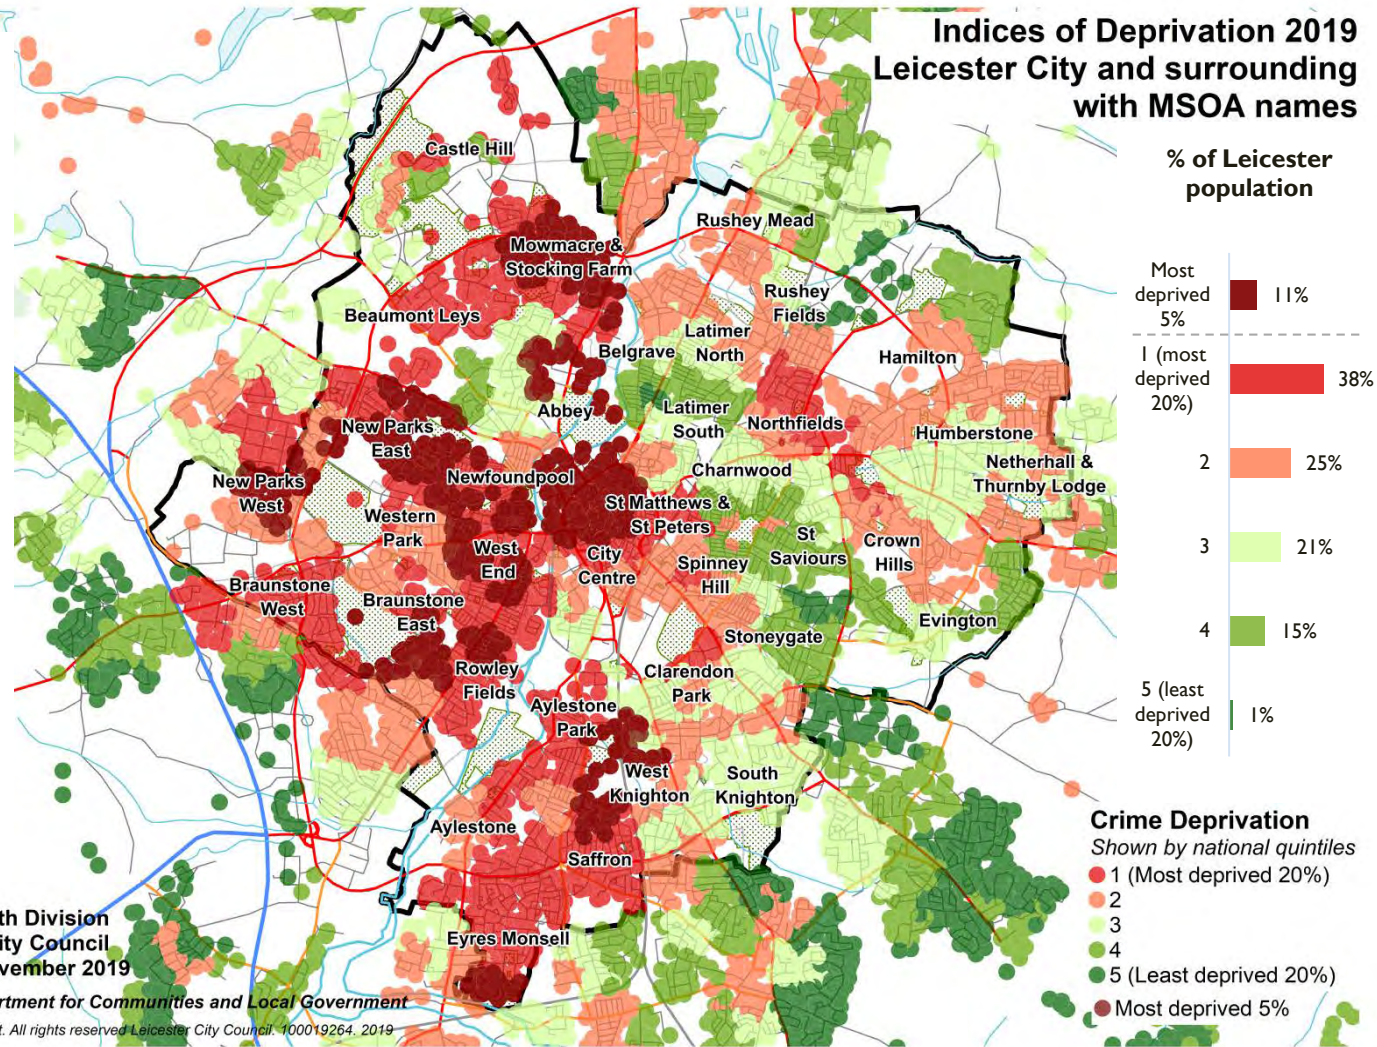 Indices of Deprivation 2019
Leicester City and surrounding
with MSOA names
% of Leicester
population
Most
deprived
5%
11%
1 (most
deprived
20%)
38%
2
25%
3
21%
4
15%
5 (least
deprived
20%)
1%
Castle Hill
Rushey Mead
Mowmacre &
Stocking Farm
Rushey
Fields
Beaumont Leys
Latimer
North
Belgrave
Hamilton
Abbey
Latimer
South
New Parks
East
Northfields
Humberstone
Charnwood
Netherhall &
Thurnby Lodge
Newfoundpool
New Parks
West
St Matthews &
St Peters
Western
Park
West
End
City
Centre
Spinney
Hill
St
Saviours
Crown
Hills
Braunstone
West
Braunstone
East
Evington
Stoneygate
Rowley
Fields
Clarendon
Park
Aylestone
Park
West
Knighton
South
Knighton
Aylestone
Saffron
Eyres Monsell
Crime Deprivation
Shown by national quintiles
1 (Most deprived 20%)
2
3
4
5 (Least deprived 20%)
Most deprived 5%
th Division
ity Council
vember 2019
rtment for Communities and Local Government
t. All rights reserved Leicester City Council. 100019264. 2019